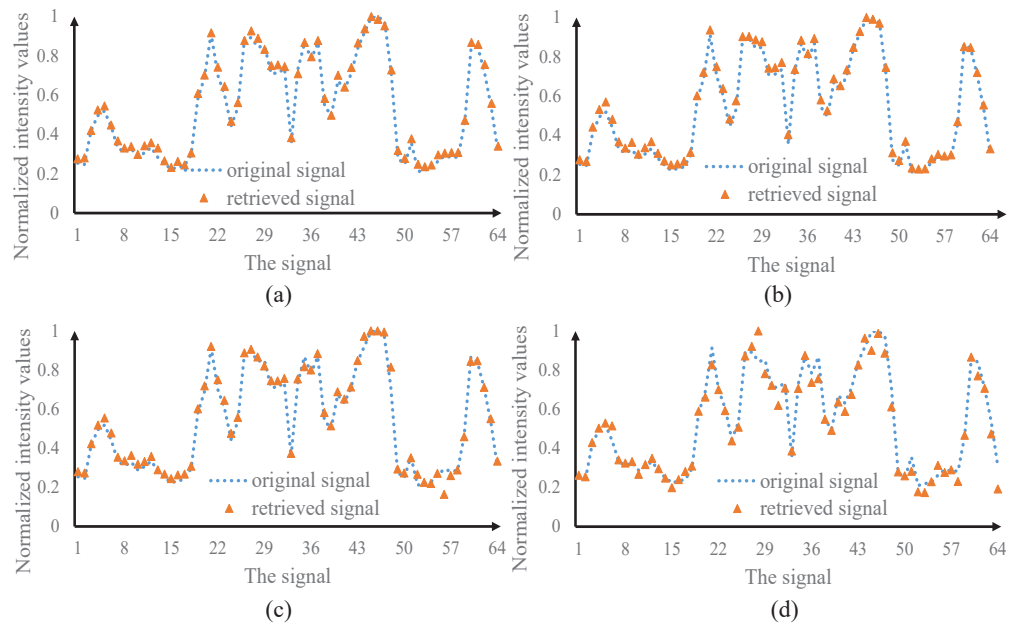 Normalized intensity values
1
0.8
0.6
0.4
0.2
0
original signal
retrieved signal
1 8 15 22 29 36 43 50 57 64
The signal
(a)
Normalized intensity values
1
0.8
0.6
0.4
0.2
0
original signal
retrieved signal
1 8 15 22 29 36 43 50 57 64
The signal
(b)
Normalized intensity values
1
0.8
0.6
0.4
0.2
0
original signal
retrieved signal
1 8 15 22 29 36 43 50 57 64
The signal
(c)
Normalized intensity values
1
0.8
0.6
0.4
0.2
0
original signal
retrieved signal
1 8 15 22 29 36 43 50 57 64
The signal
(d)